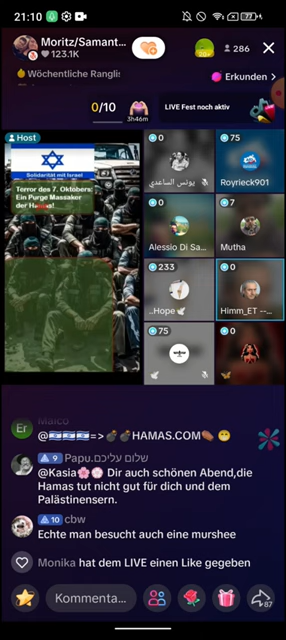 21:10
77
Moritz/Samant...
123.1K
20+
286
Wöchentliche Ranglis
Erkunden >
0/10
3h46m
LIVE Fest noch aktiv
Host
Solidarität mit Israel
Terror des 7. Oktobers:
Ein Purge Massaker
der Hamas!
0
يونس الساعدي
75
Royrieck901
0
Alessio Di Sa...
7
Mutha
233
..Hope🕊
0
Himm_ET --...
75
0
Maico
@🇮🇱🇮🇱🇮🇱=>💣💣HAMAS.COM⚰️😁
9 Papu.שלום עליכם
@Kasia🌸🌸 Dir auch schönen Abend,die
Hamas tut nicht gut für dich und dem
Palästinensern.
10 cbw
Echte man besucht auch eine murshee
Monika hat dem LIVE einen Like gegeben
Kommenta...
87